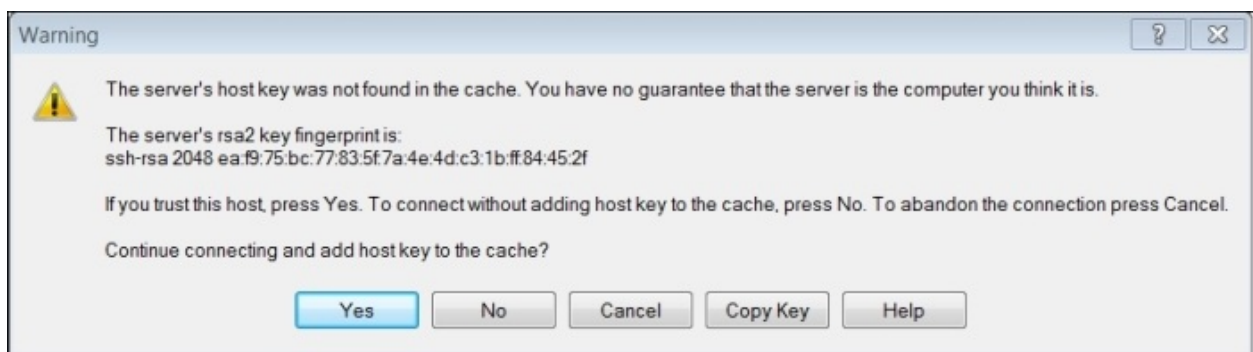 Warning
The server's host key was not found in the cache. You have no guarantee that the server is the computer you think it is.
The server's rsa2 key fingerprint is:
ssh-rsa 2048 ea:f9:75:bc:77:83:5f:7a:4e:4d:c3:1b:ff:84:45:2f
If you trust this host, press Yes. To connect without adding host key to the cache, press No. To abandon the connection press Cancel.
Continue connecting and add host key to the cache?
Yes No Cancel Copy Key Help